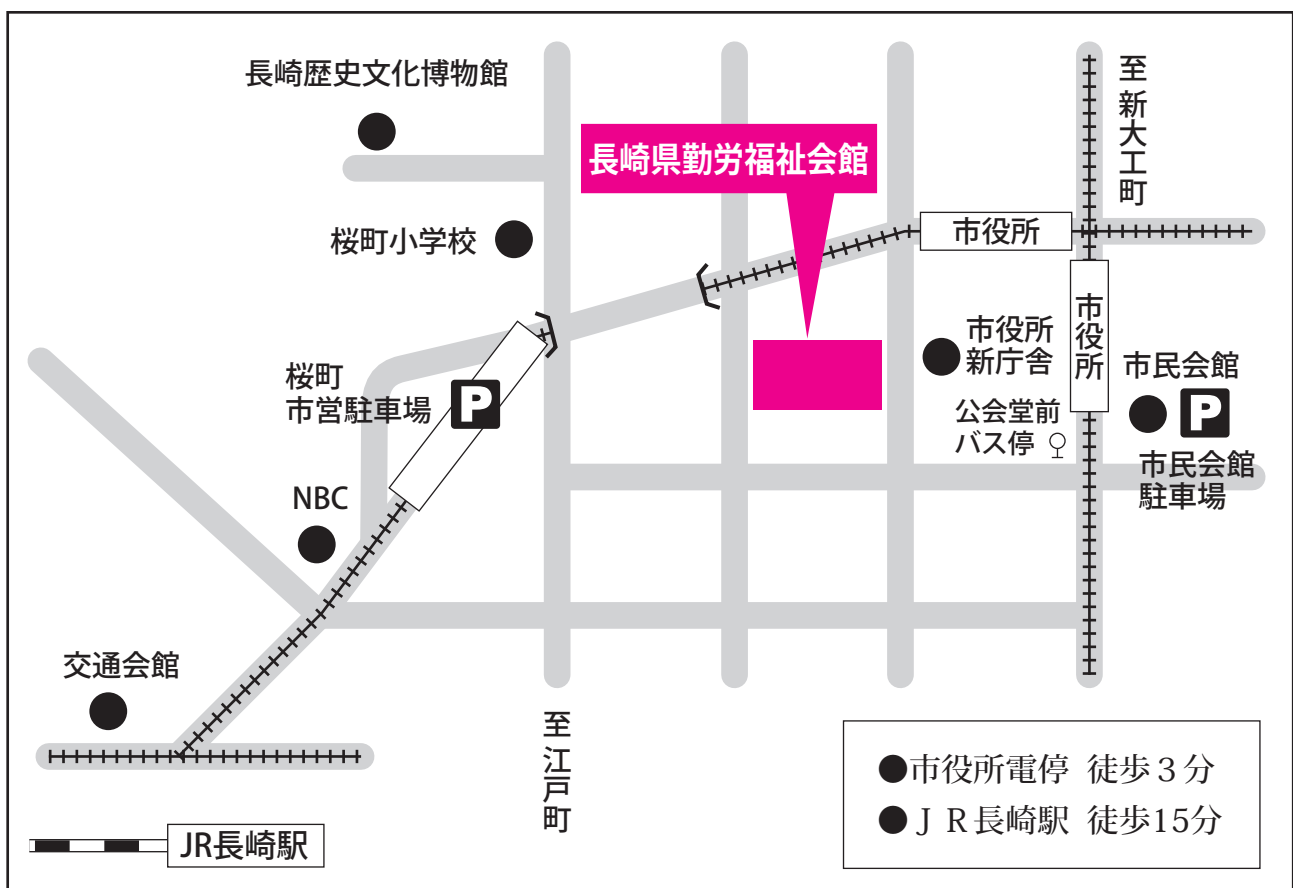 長崎歴史文化博物館
至新大工町
長崎県勤労福祉会館
桜町小学校
市役所
市役所
市役所
新庁舎
桜町
市営駐車場
P
市民会館
P
公会堂前
バス停
市民会館
駐車場
NBC
交通会館
至江戸町
●市役所電停 徒歩３分
●ＪＲ長崎駅 徒歩15分
JR長崎駅